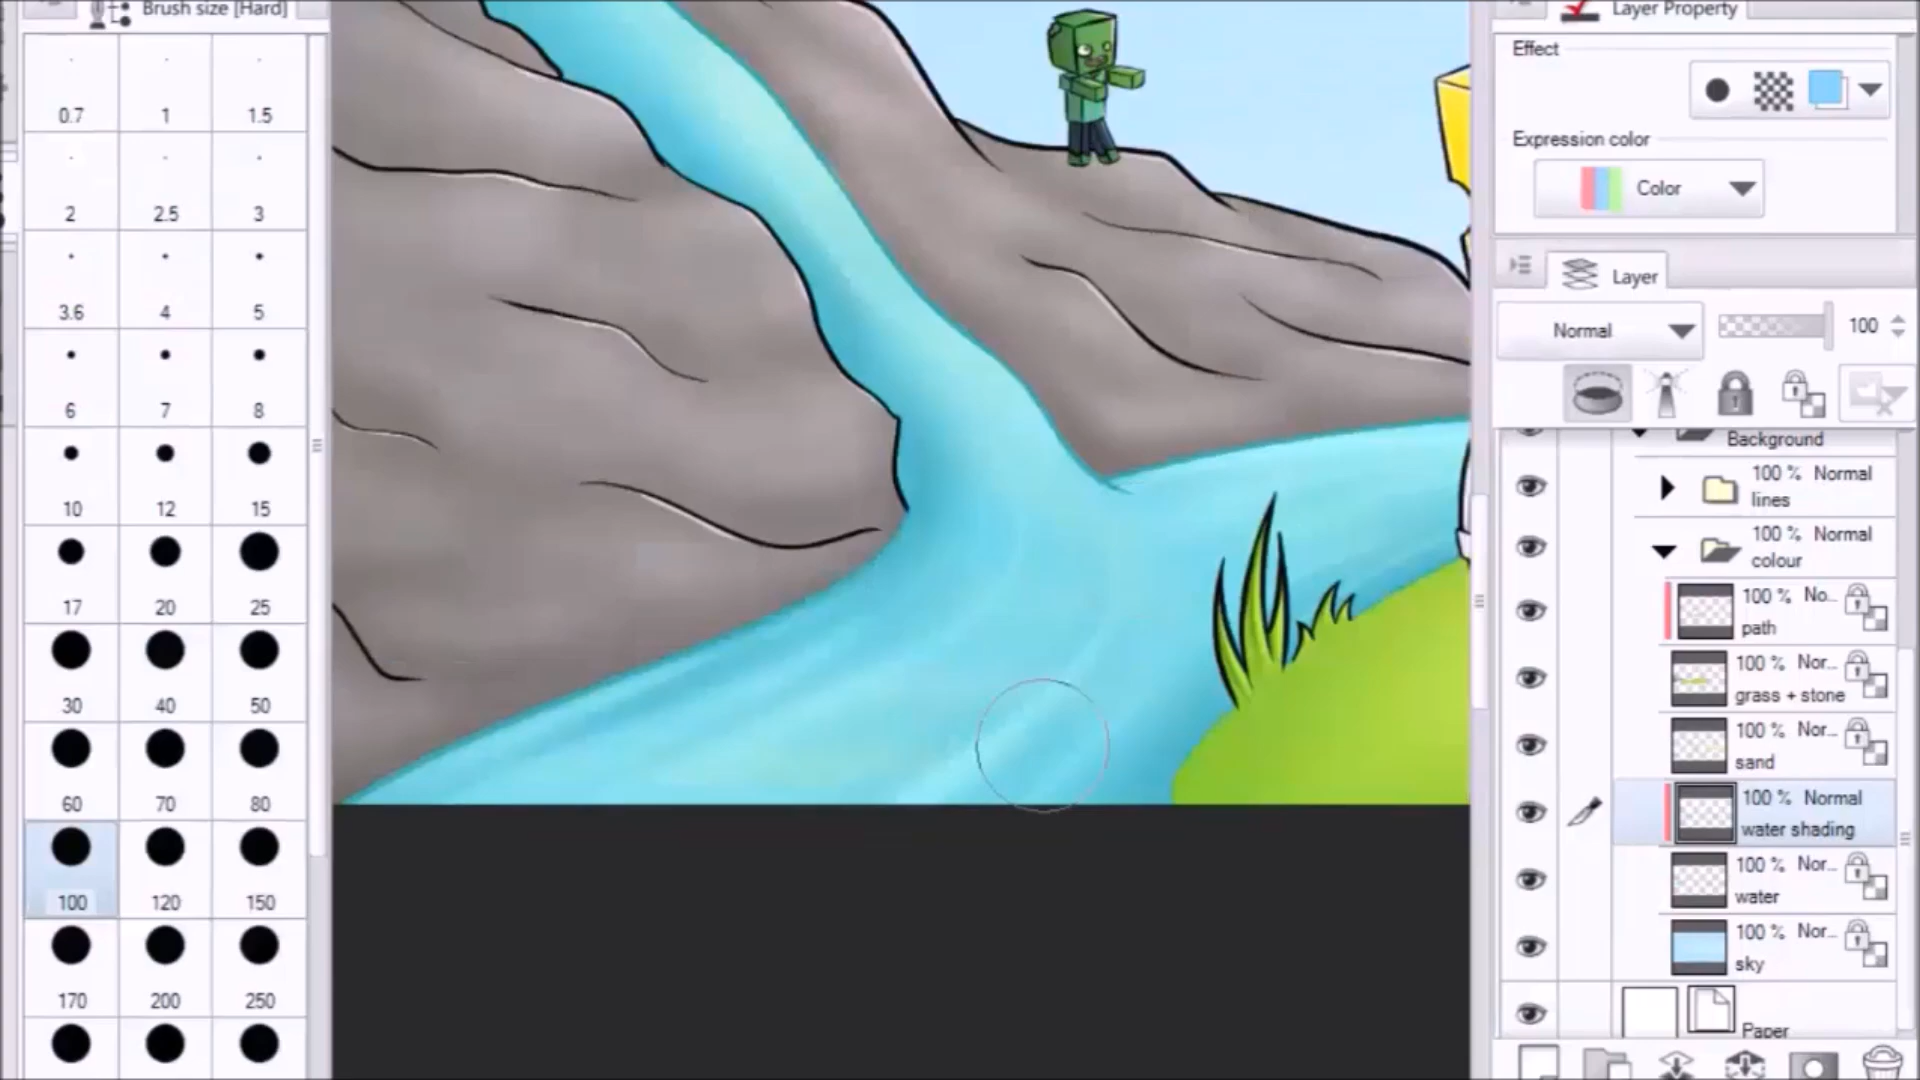 Brush size [Hard]
0.7 1 1.5
2 2.5 3
3.6 4 5
6 7 8
10 12 15
17 20 25
30 40 50
60 70 80
100 120 150
170 200 250
Layer Property
Effect
Expression color
Color
Layer
Normal 100
Background
100 % Normal
lines
100 % Normal
colour
100 % No...
path
100 % Nor...
grass + stone
100 % Nor...
sand
100 % Normal
water shading
100 % Nor...
water
100 % Nor...
sky
Paper